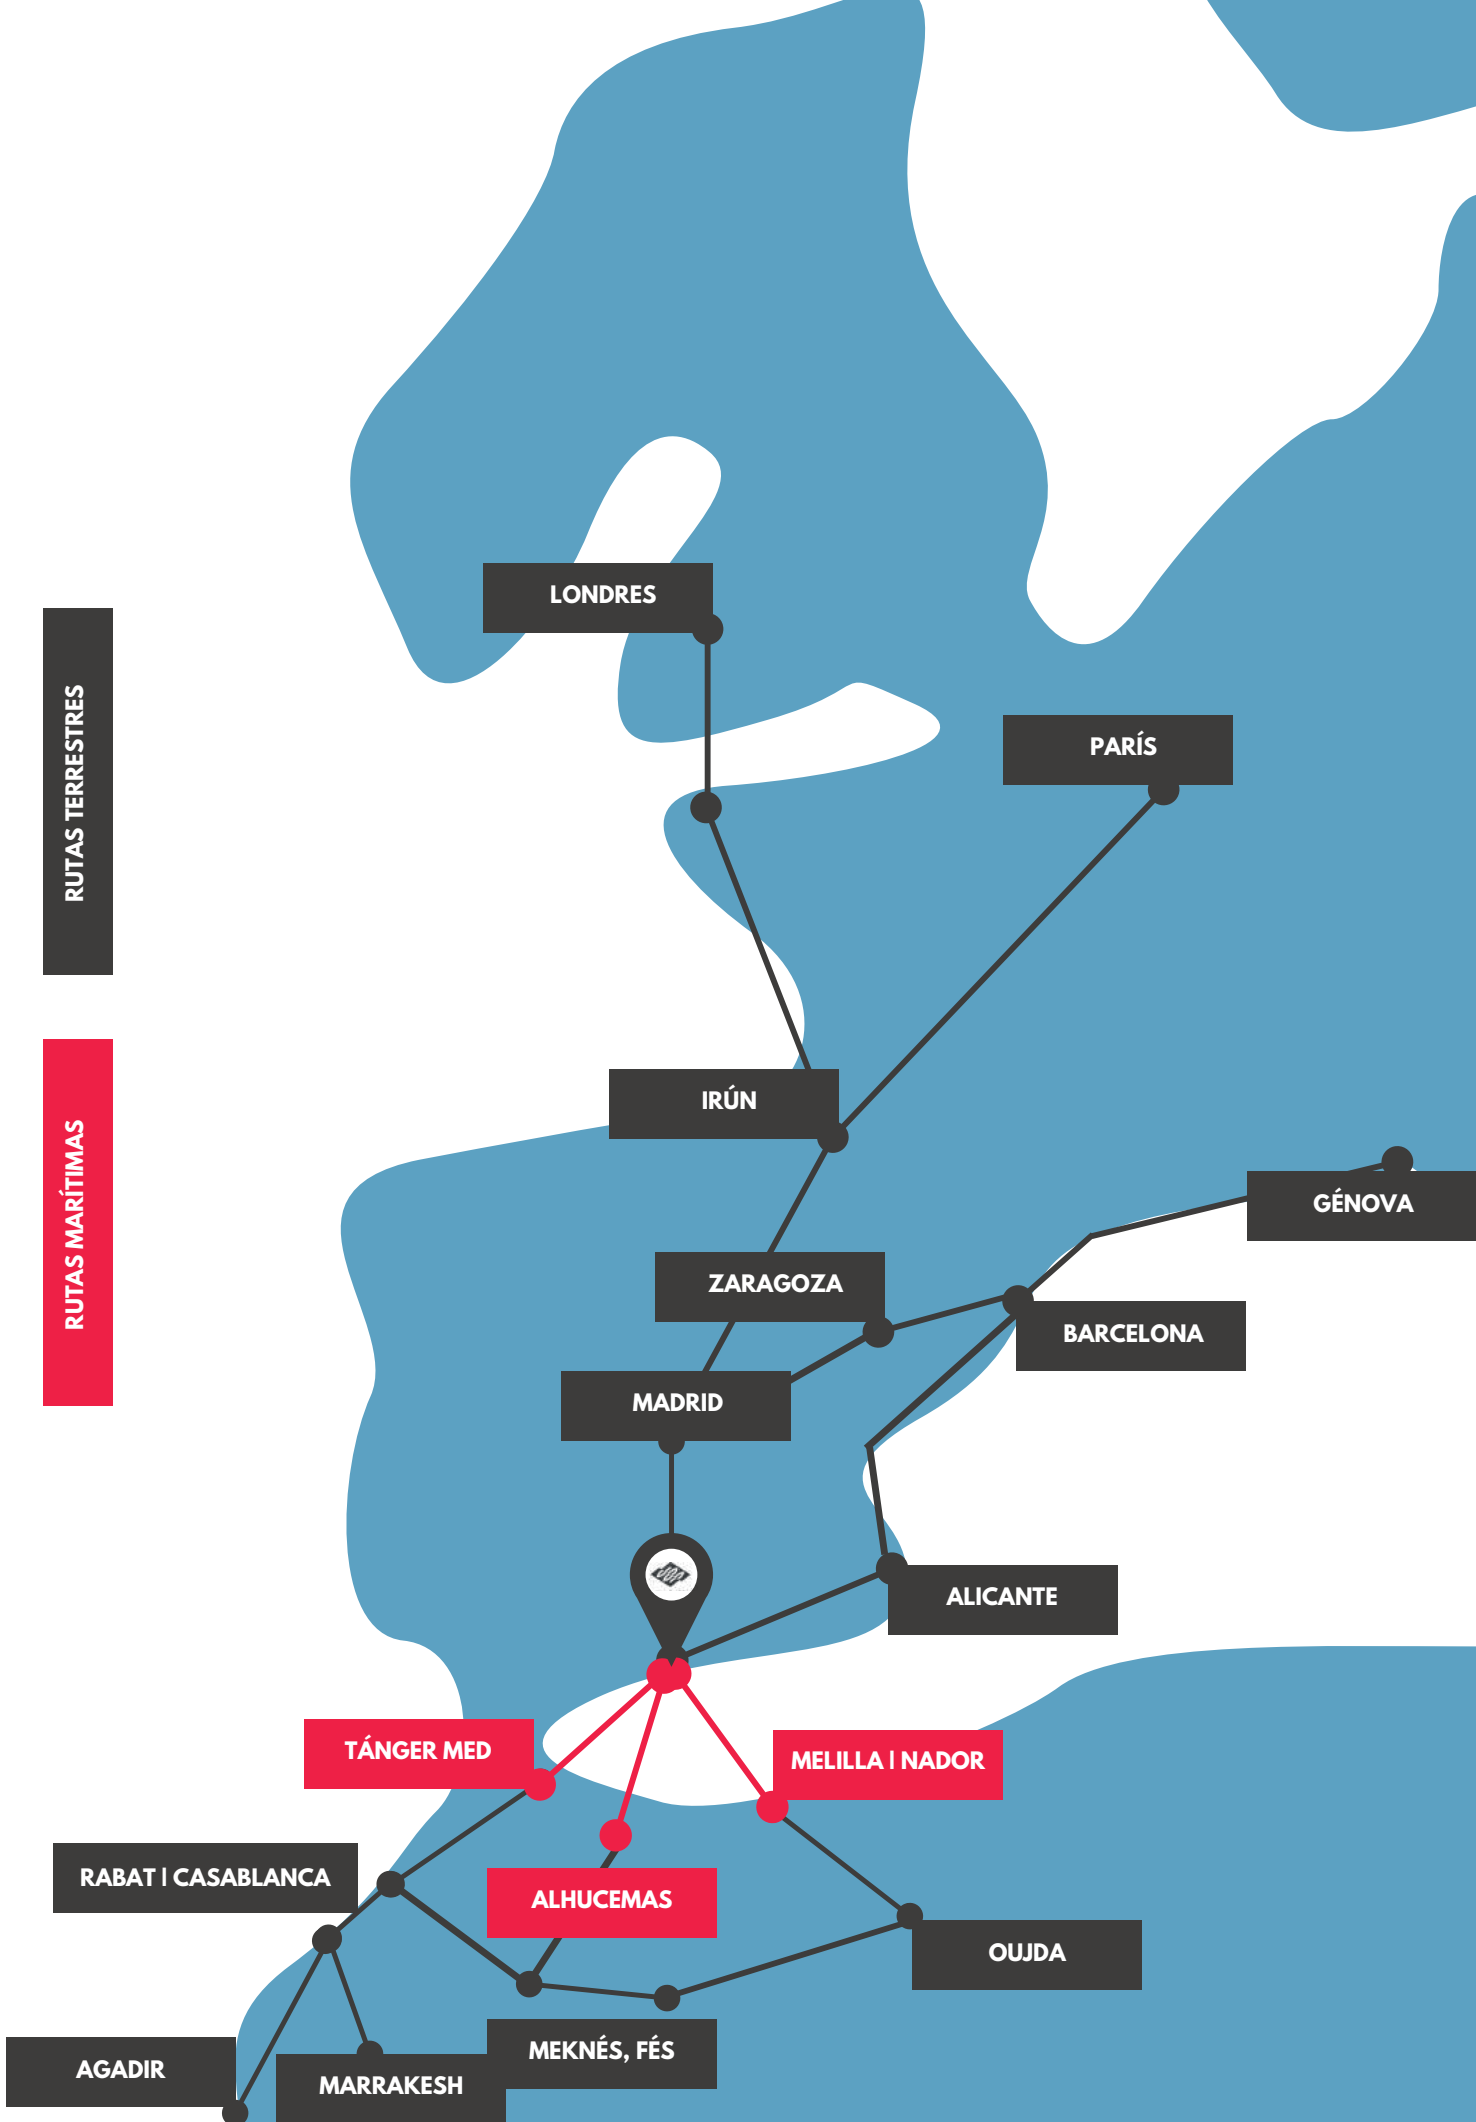 LONDRES
RUTAS TERRESTRES
PARÍS
RUTAS MARÍTIMAS
IRÚN
GÉNOVA
ZARAGOZA
BARCELONA
MADRID
ALICANTE
TÁNGER MED
MELILLA | NADOR
RABAT | CASABLANCA
ALHUCEMAS
OUJDA
MEKNÉS, FÉS
AGADIR
MARRAKESH